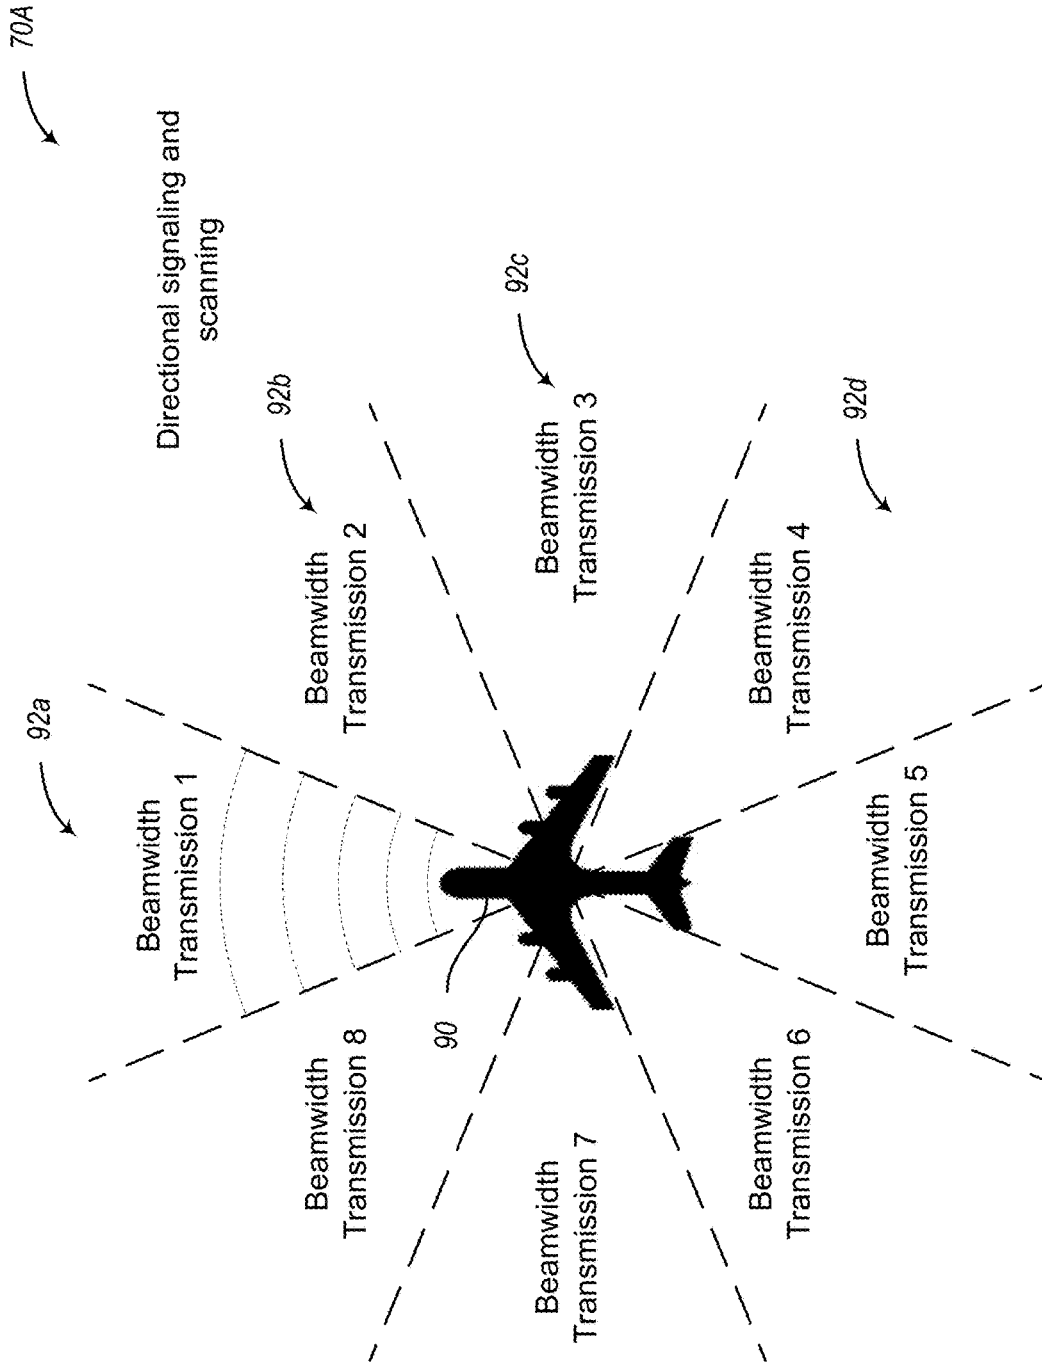 70A
Directional signaling and
scanning
92a
Beamwidth
Transmission 1
92b
Beamwidth
Transmission 2
92c
Beamwidth
Transmission 3
92d
Beamwidth
Transmission 4
Beamwidth
Transmission 5
Beamwidth
Transmission 6
Beamwidth
Transmission 7
Beamwidth
Transmission 8
90